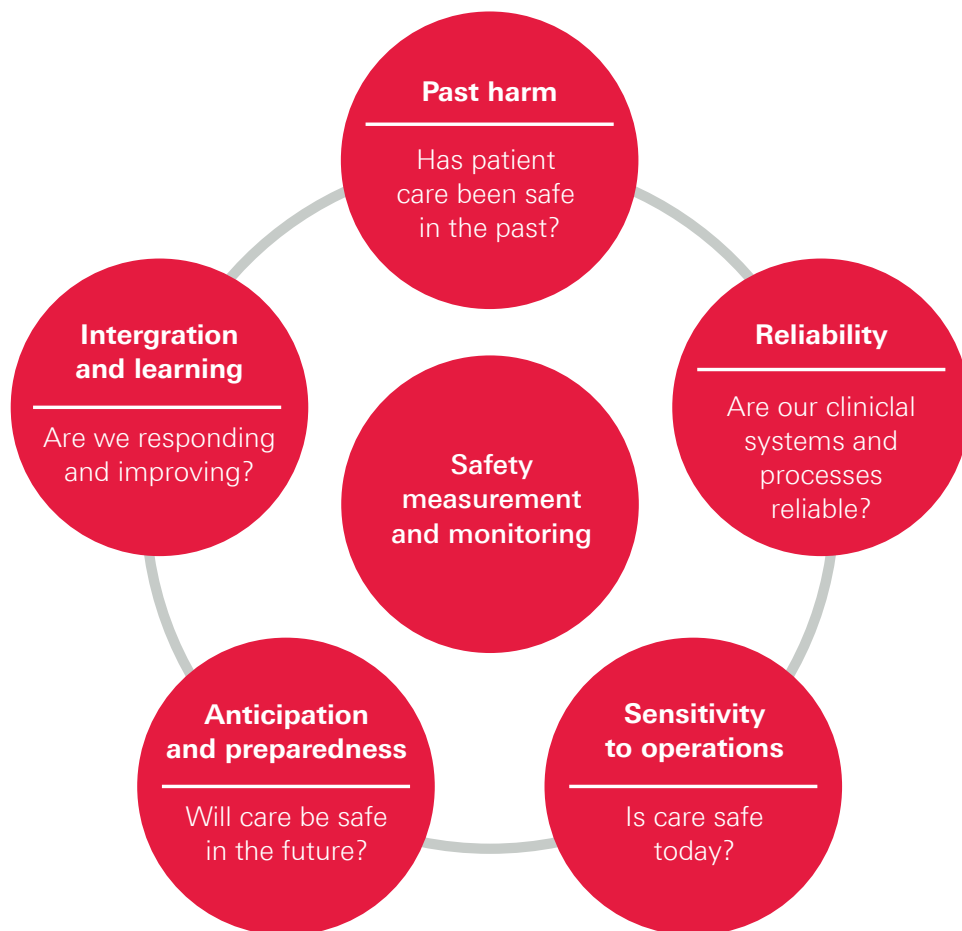 Past harm
Has patient
care been safe
in the past?
Reliability
Are our cliniclal
systems and
processes
reliable?
Sensitivity
to operations
Is care safe
today?
Anticipation
and preparedness
Will care be safe
in the future?
Intergration
and learning
Are we responding
and improving?
Safety
measurement
and monitoring